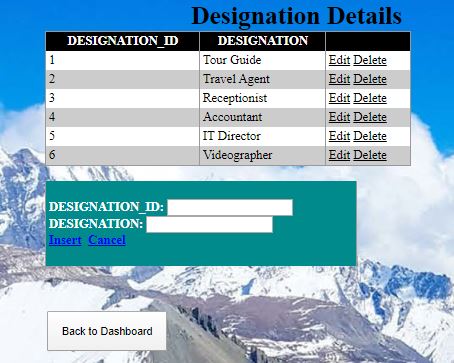 Designation Details
DESIGNATION_ID DESIGNATION
1 Tour Guide Edit Delete
2 Travel Agent Edit Delete
3 Receptionist Edit Delete
4 Accountant Edit Delete
5 IT Director Edit Delete
6 Videographer Edit Delete
DESIGNATION_ID:
DESIGNATION:
Insert Cancel
Back to Dashboard